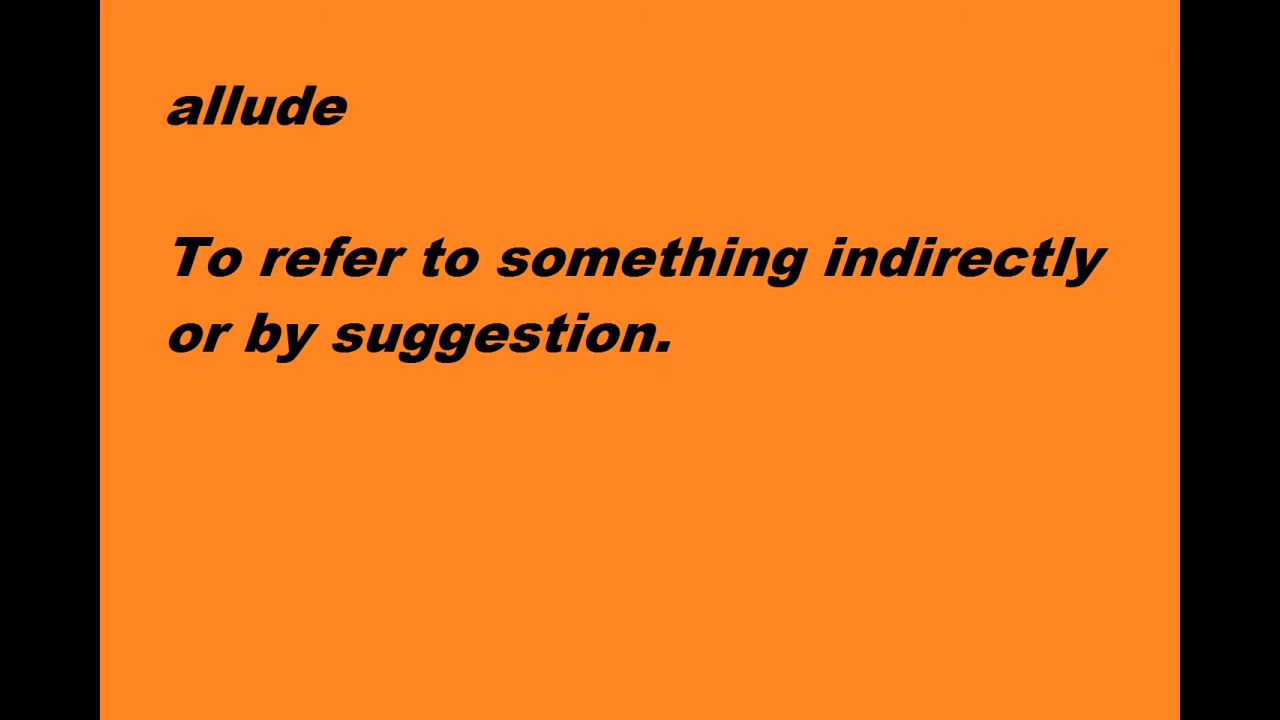 allude
To refer to something indirectly
or by suggestion.